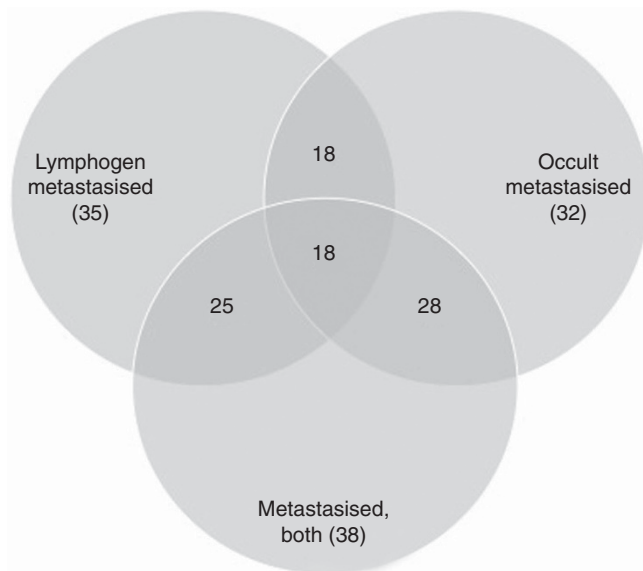 Lymphogen
metastasised
(35)
18
Occult
metastasised
(32)
18
25
28
Metastasised,
both (38)